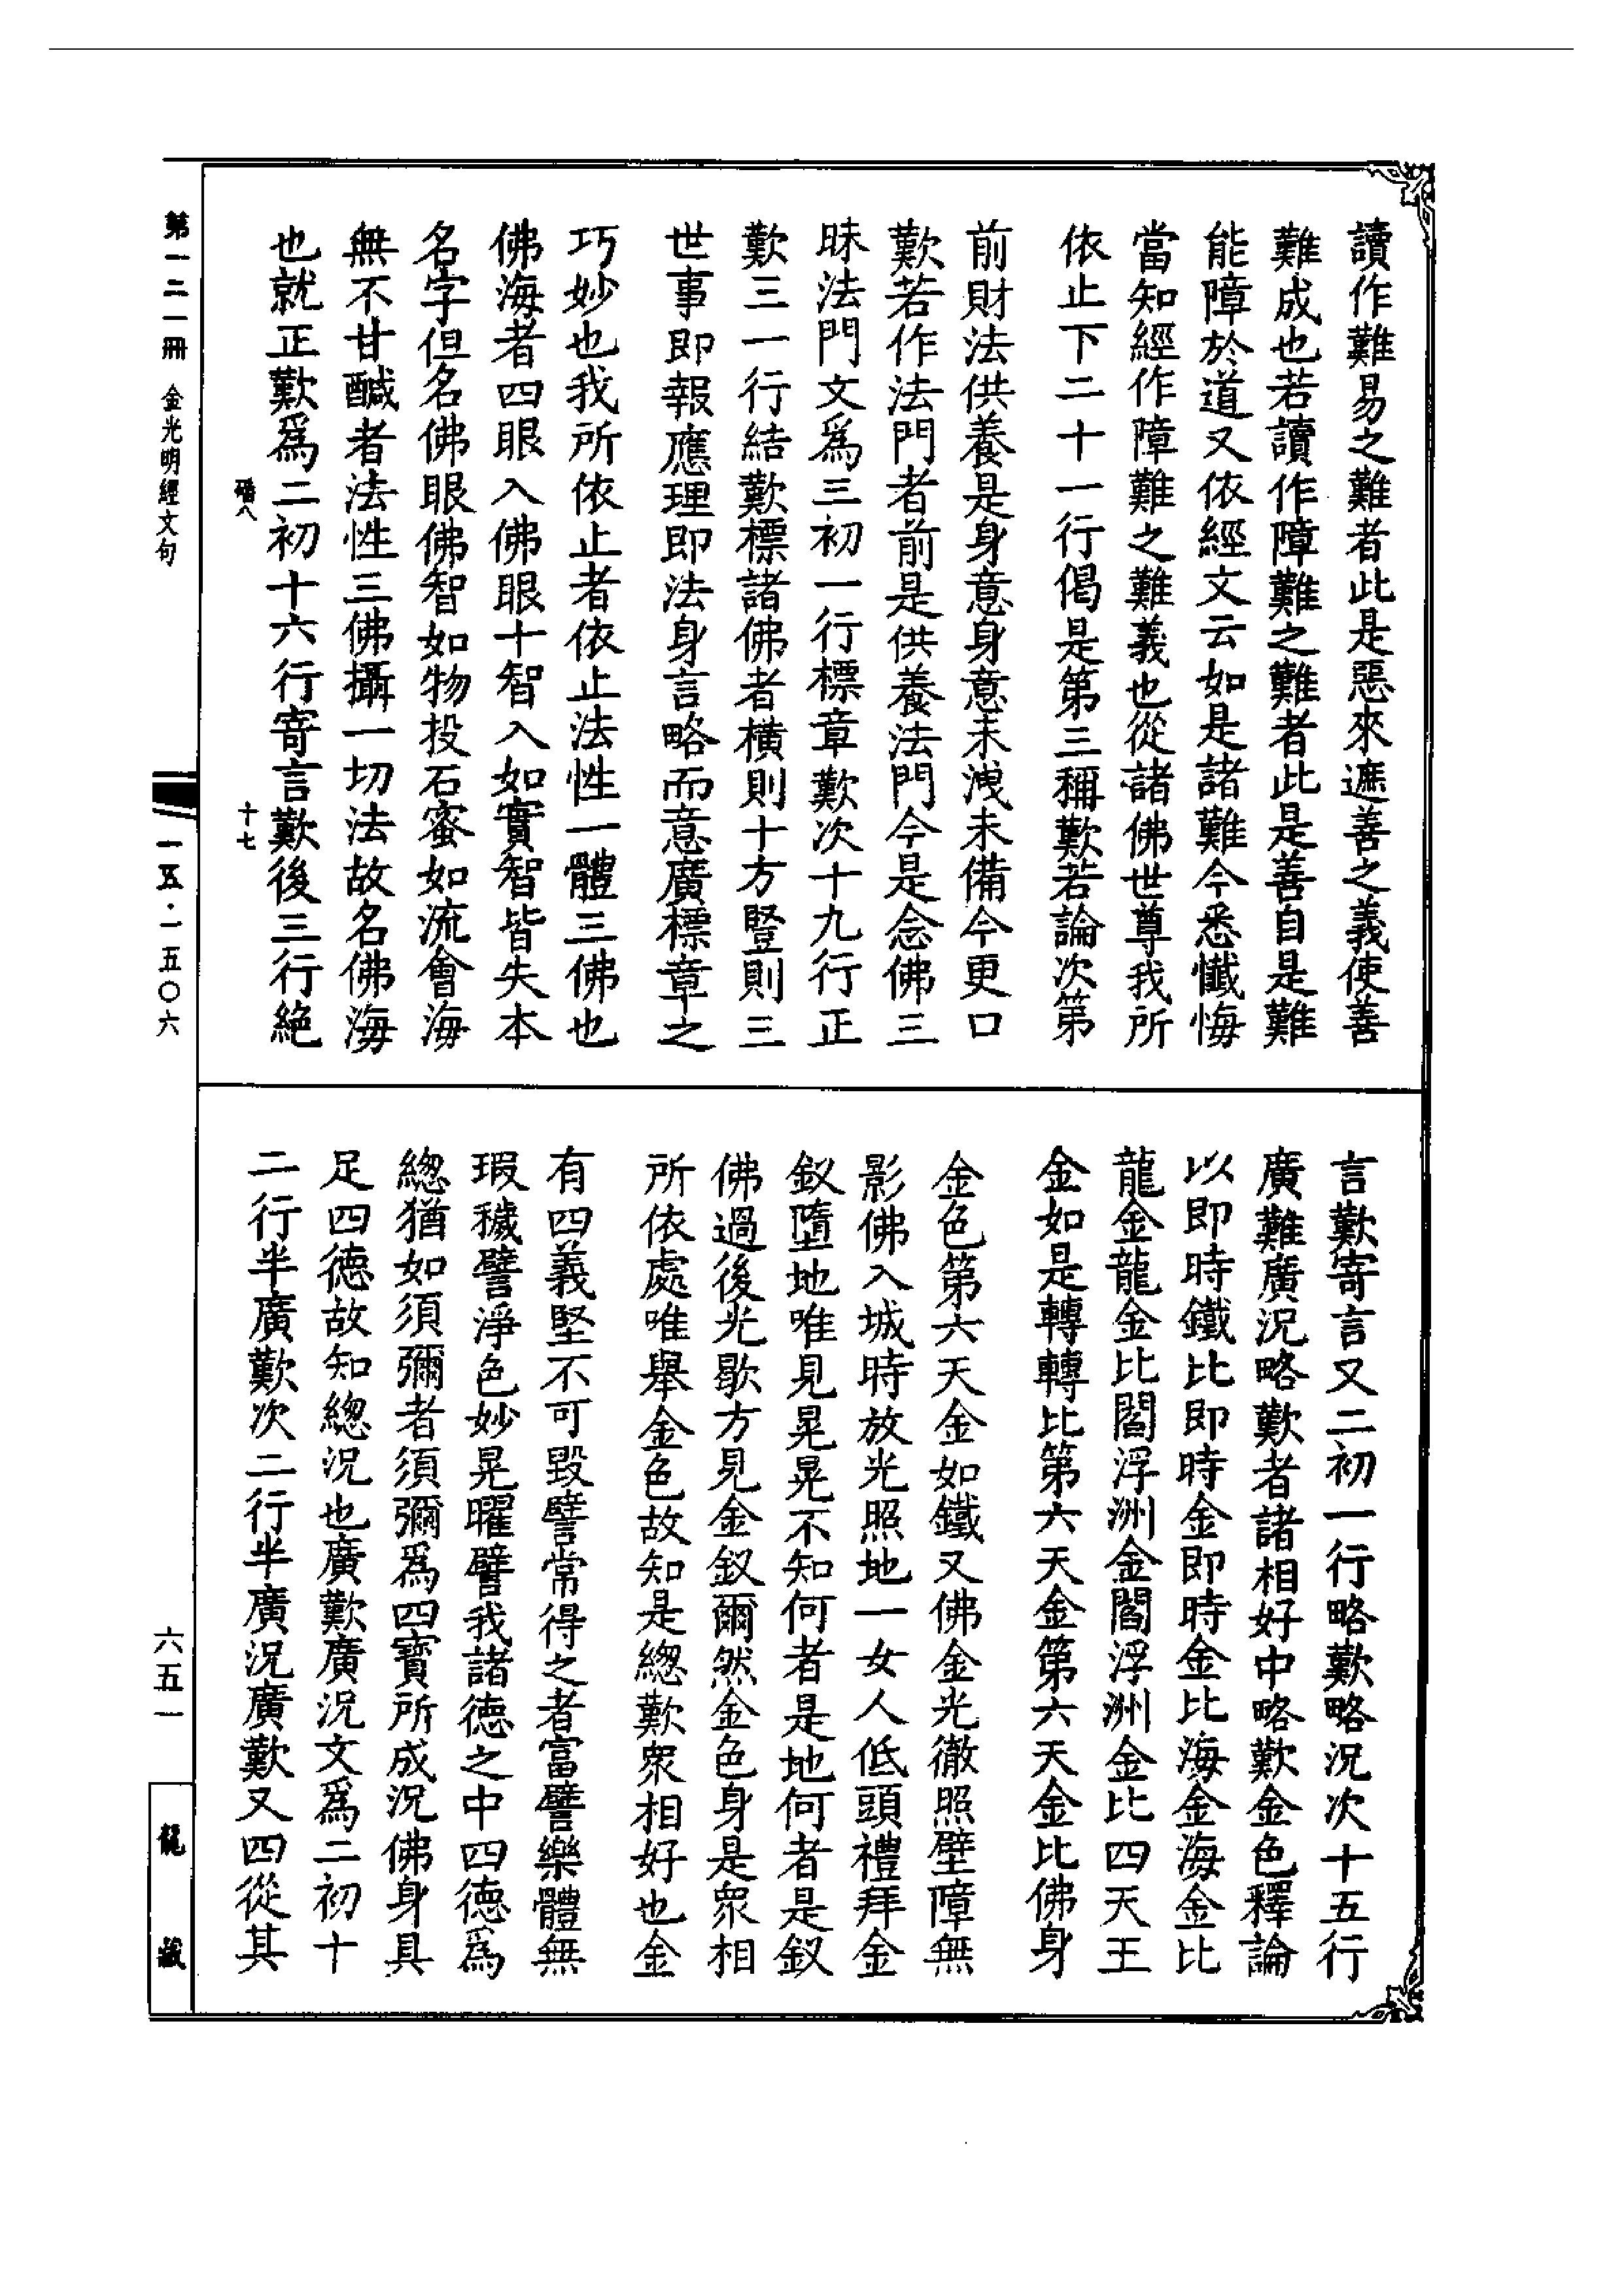 讀作難易之難者此是惡來遮善之義使善
難成也若讀作障難之難者此是善自是難
能障於道又依經文云如是諸難今悉懺悔
當知經作障難之難義也從諸佛世尊我所
依止下二十一行偈是第三稱歎若論次第
前財法供養是身意身意未洩未備今更口
歎若作法門者前是供養法門今是念佛三
昧法門文爲三初一行標章歎次十九行正
歎三一行結歎標諸佛者橫則十方豎則三
世事即報應理即法身言略而意廣標章之
巧妙也我所依止者依止法性一體三佛也
佛海者四眼入佛眼十智入如實智皆失本
名字但名佛眼佛智如物投石蜜如流會海
無不甘醎者法性三佛攝一切法故名佛海
也就正歎爲二初十六行寄言歎後三行絕
磻八
十七
言歎寄言又二初一行略歎略況次十五行
廣難廣況略歎者諸相好中略歎金色釋論
以即時鐵比即時金即時金比海金海金比
龍金龍金比閻浮洲金閻浮洲金比四天王
金如是轉轉比第六天金第六天金比佛身
金色第六天金如鐵又佛金光徹照壁障無
影佛入城時放光照地一女人低頭禮拜金
釵墮地唯見晃晃不知何者是地何者是釵
佛過後光歇方見金釵爾然金色身是眾相
所依處唯舉金色故知是緫歎眾相好也金
有四義堅不可毀譬常得之者富譬樂體無
瑕穢譬淨色妙晃曜譬我諸德之中四德爲
緫猶如須彌者須彌爲四寶所成況佛身具
足四德故知緫況也廣歎廣況文爲二初十
二行半廣歎次二行半廣況廣歎又四從其
第一二一冊 金光明經文句
一五·一五〇六
六五一
龍藏